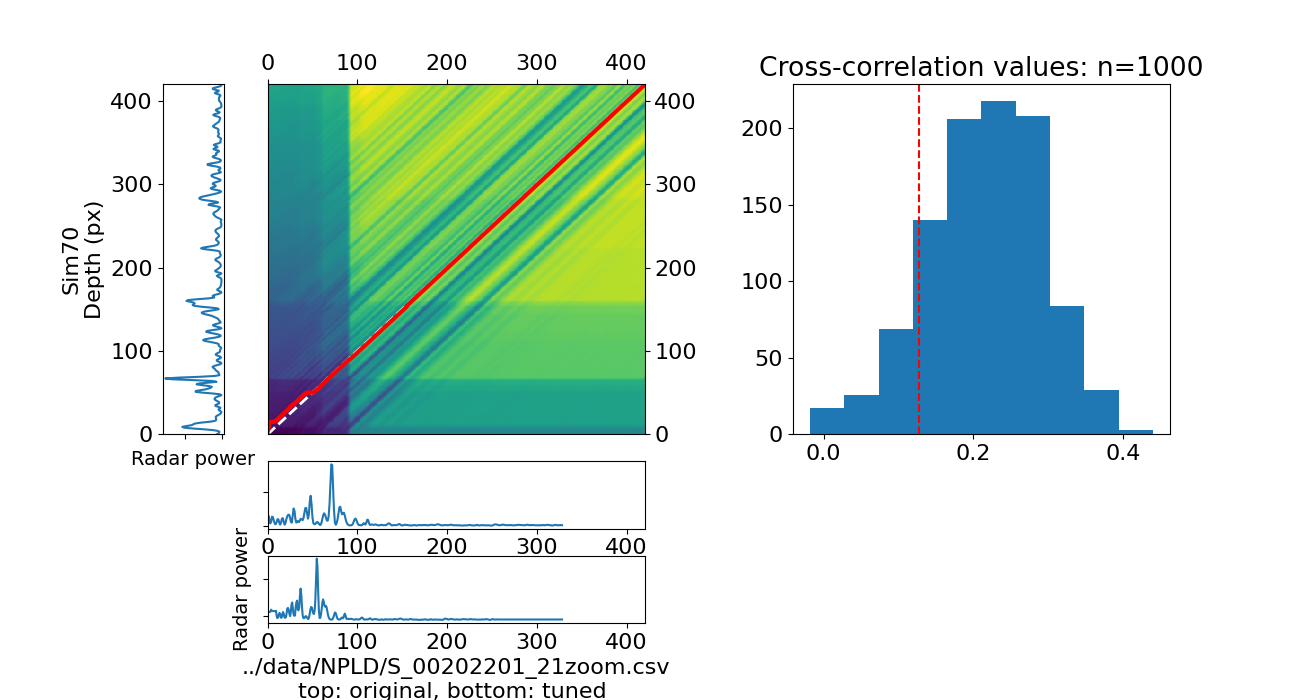 0 100 200 300 400
Cross-correlation values: n=1000
400
300
200
100
0
Sim70
Depth (px)
Radar power
400
300
200
100
0
200
150
100
50
0
0.0 0.2 0.4
0 100 200 300 400
Radar power
0 100 200 300 400
../data/NPLD/S_00202201_21zoom.csv
top: original, bottom: tuned